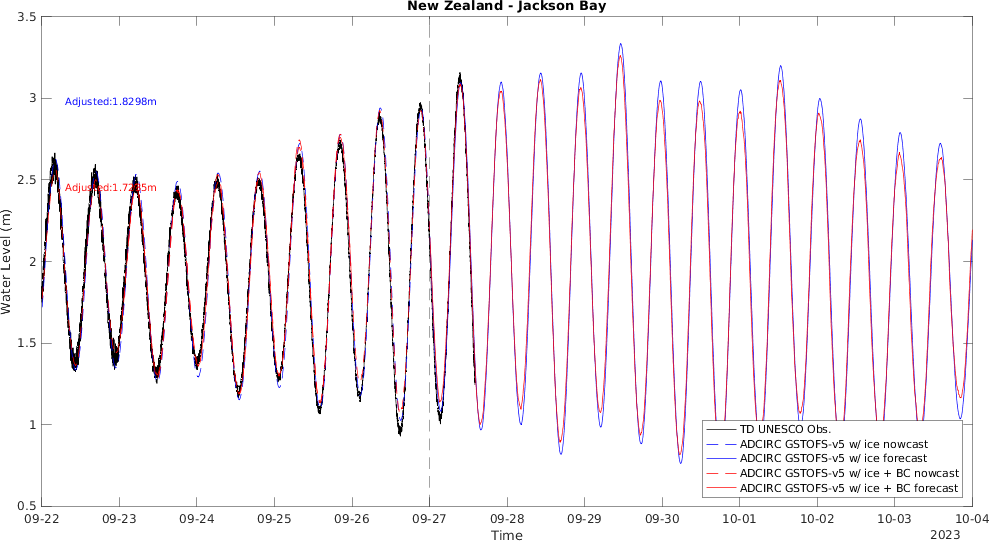 New Zealand - Jackson Bay
3.5
3
2.5
2
1.5
1
0.5
Water Level (m)
Adjusted:1.8298m
TD UNESCO Obs.
ADCIRC GSTOFS-v5 w/ ice nowcast
ADCIRC GSTOFS-v5 w/ ice forecast
ADCIRC GSTOFS-v5 w/ ice + BC nowcast
ADCIRC GSTOFS-v5 w/ ice + BC forecast
09-22 09-23 09-24 09-25 09-26 09-27 09-28 09-29 09-30 10-01 10-02 10-03 10-04
Time
2023